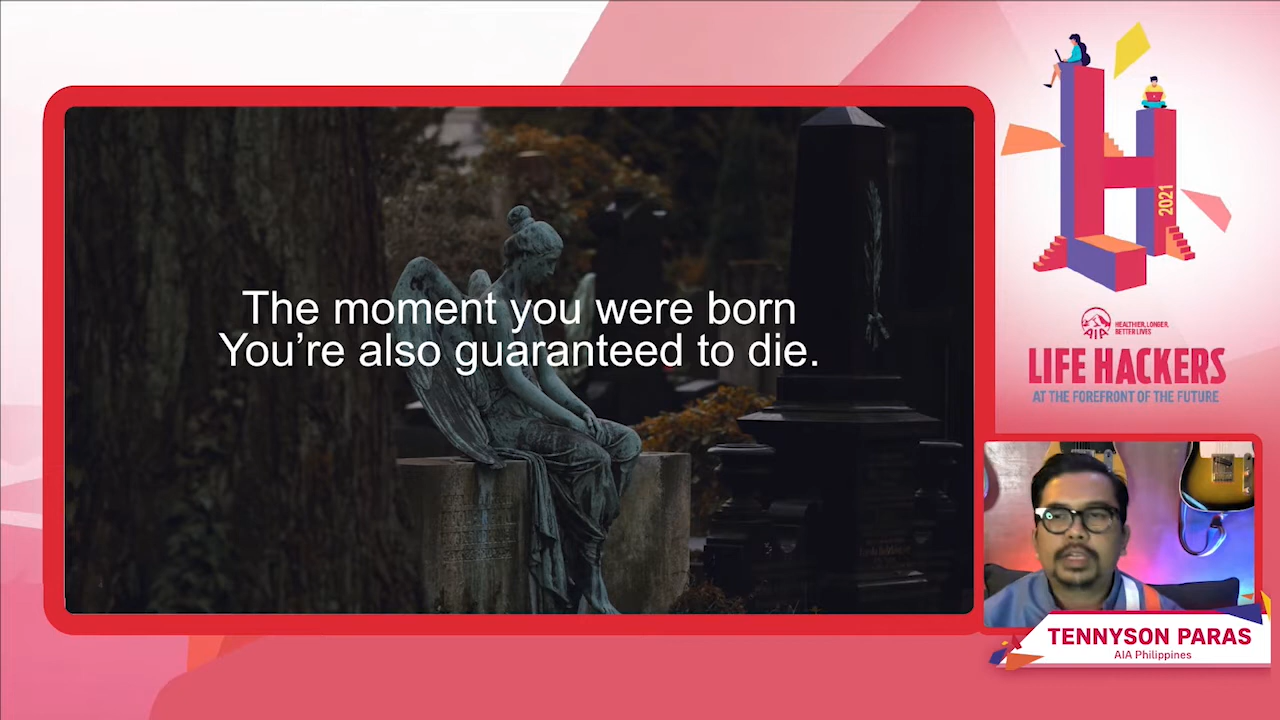 The moment you were born
You're also guaranteed to die.
2021
AIA
HEALTHIER, LONGER,
BETTER LIVES
LIFE HACKERS
AT THE FOREFRONT OF THE FUTURE
TENNYSON PARAS
AIA Philippines